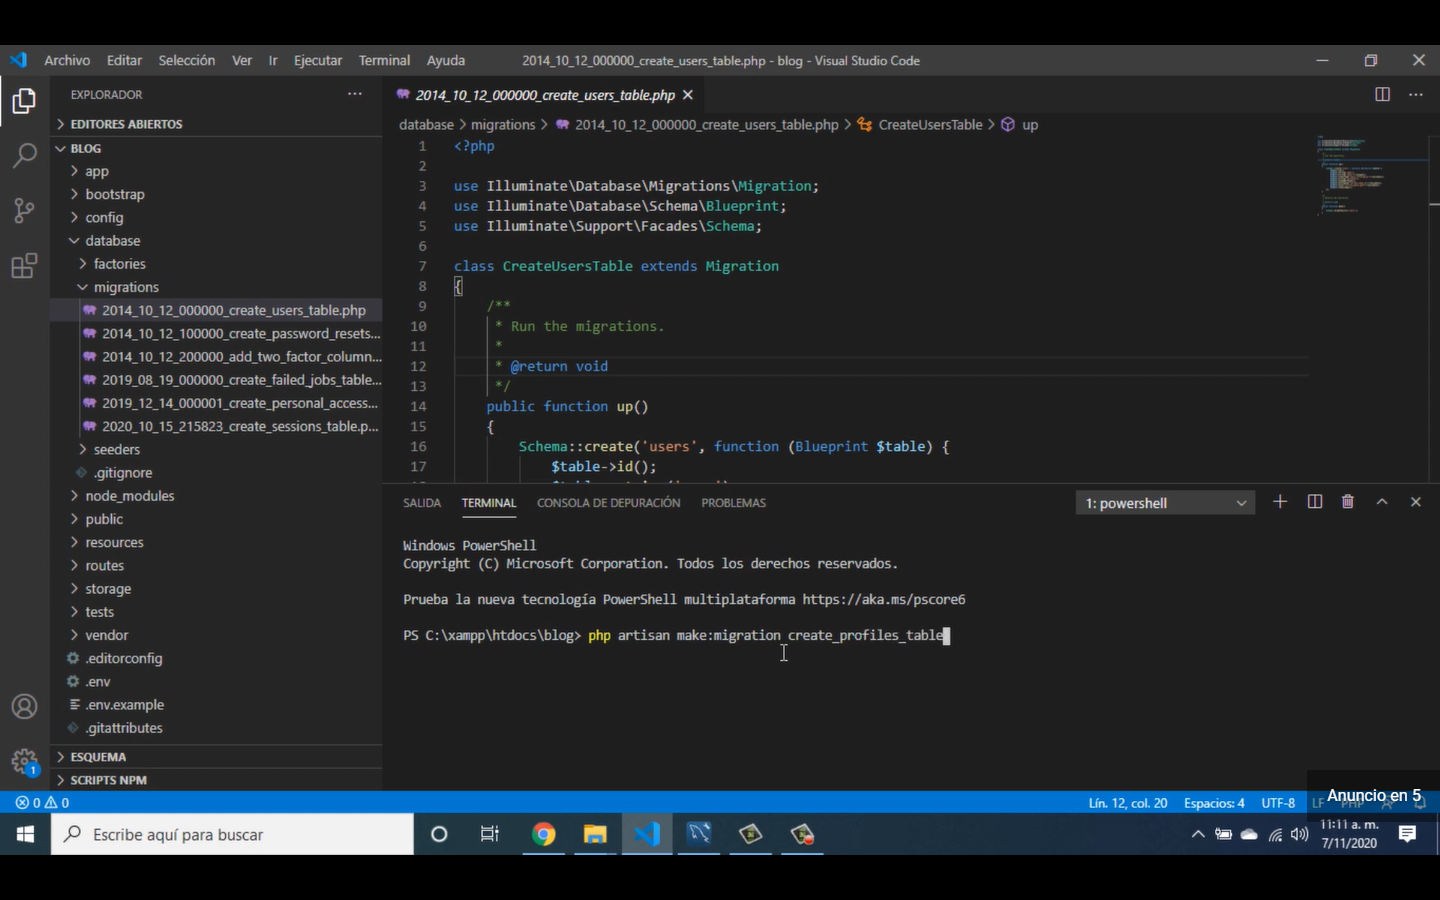 Archivo Editar Selección Ver Ir Ejecutar Terminal Ayuda 2014_10_12_000000_create_users_table.php - blog - Visual Studio Code
EXPLORADOR
EDITORES ABIERTOS
BLOG
app
bootstrap
config
database
factories
migrations
2014_10_12_000000_create_users_table.php
2014_10_12_100000_create_password_resets...
2014_10_12_200000_add_two_factor_column...
2019_08_19_000000_create_failed_jobs_table...
2019_12_14_000001_create_personal_access...
2020_10_15_215823_create_sessions_table.p...
seeders
.gitignore
node_modules
public
resources
routes
storage
tests
vendor
.editorconfig
.env
.env.example
.gitattributes
ESQUEMA
SCRIPTS NPM
2014_10_12_000000_create_users_table.php
database > migrations > 2014_10_12_000000_create_users_table.php > CreateUsersTable > up
1 <?php
2
3 use Illuminate\Database\Migrations\Migration;
4 use Illuminate\Database\Schema\Blueprint;
5 use Illuminate\Support\Facades\Schema;
6
7 class CreateUsersTable extends Migration
8 {
9 /**
10 * Run the migrations.
11 *
12 * @return void
13 */
14 public function up()
15 {
16 Schema::create('users', function (Blueprint $table) {
17 $table->id();
SALIDA TERMINAL CONSOLA DE DEPURACIÓN PROBLEMAS 1: powershell
Windows PowerShell
Copyright (C) Microsoft Corporation. Todos los derechos reservados.
Prueba la nueva tecnología PowerShell multiplataforma https://aka.ms/pscore6
PS C:\xampp\htdocs\blog> php artisan make:migration create_profiles_table
1
0 0 Lín. 12, col. 20 Espacios: 4 UTF-8 LF PHP
Anuncio en 5
Escribe aquí para buscar
11:11 a. m.
7/11/2020